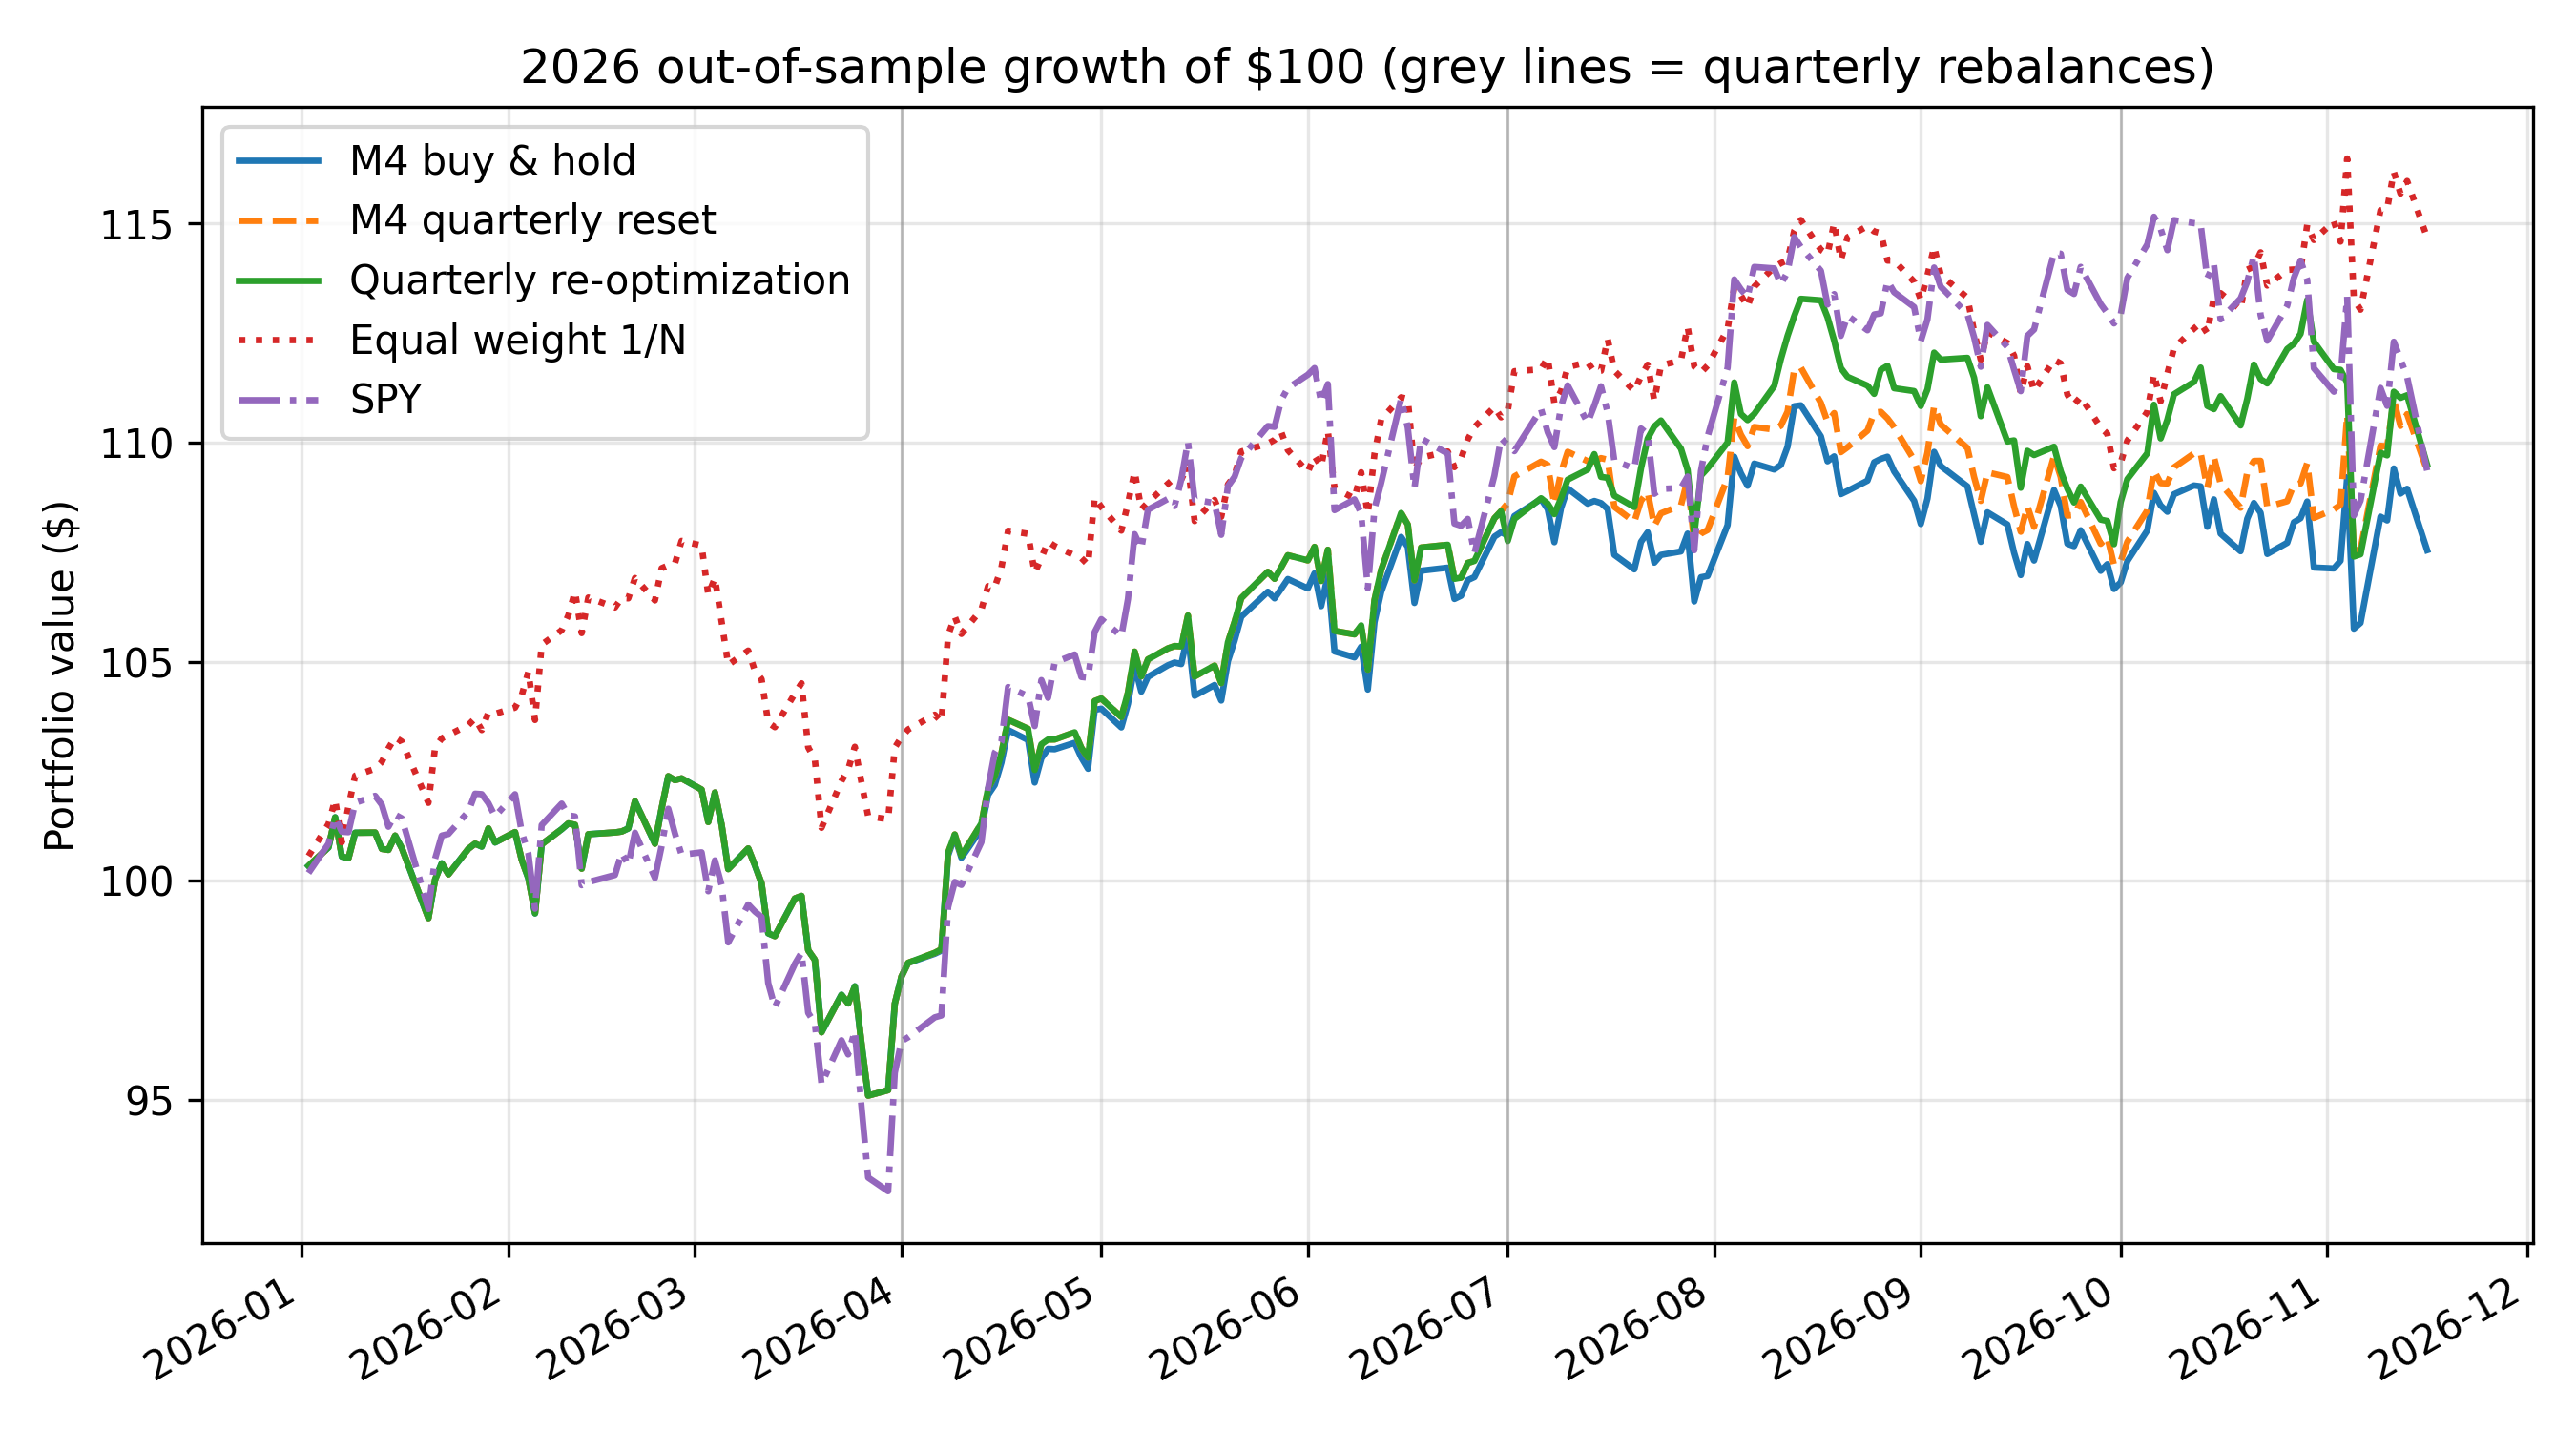 2026 out-of-sample growth of $100 (grey lines = quarterly rebalances)
M4 buy & hold
M4 quarterly reset
Quarterly re-optimization
Equal weight 1/N
SPY
Portfolio value ($)
115
110
105
100
95
2026-01
2026-02
2026-03
2026-04
2026-05
2026-06
2026-07
2026-08
2026-09
2026-10
2026-11
2026-12